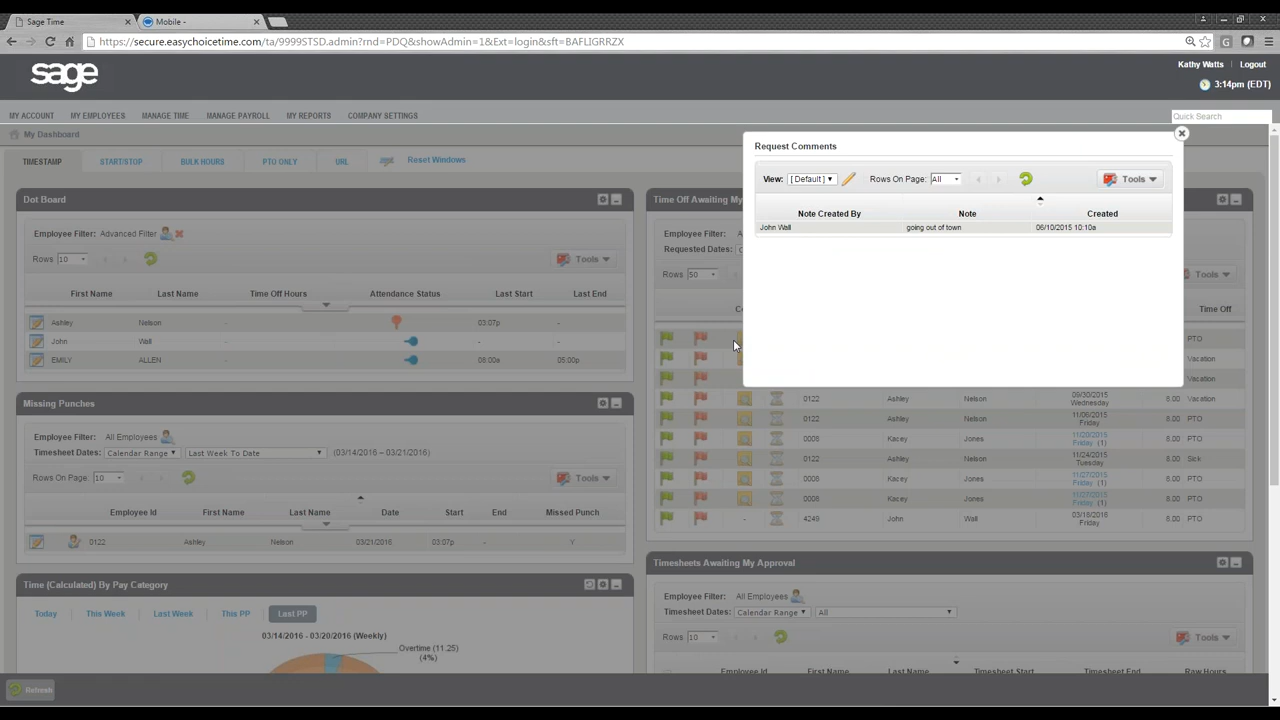 Sage Time
Mobile -
https://secure.easychoicetime.com/ta/9999STSD.admin?rnd=PDQ&showAdmin=1&Ext=login&sft=BAFLIGRRZX
sage
Kathy Watts
Logout
3:14pm (EDT)
MY ACCOUNT MY EMPLOYEES MANAGE TIME MANAGE PAYROLL MY REPORTS COMPANY SETTINGS
Quick Search
My Dashboard
TIMESTAMP START/STOP BULK HOURS PTO ONLY URL Reset Windows
Request Comments
View: [ Default ] Rows On Page: All Tools
Note Created By Note Created
John Wall going out of town 06/10/2015 10:10a
Dot Board
Employee Filter: Advanced Filter
Rows 10 Tools
First Name Last Name Time Off Hours Attendance Status Last Start Last End
Ashley Nelson - 03:07p -
John Wall - - -
EMILY ALLEN - 08:00a 05:00p
Missing Punches
Employee Filter: All Employees
Timesheet Dates: Calendar Range Last Week To Date (03/14/2016 – 03/21/2016)
Rows On Page: 10 Tools
Employee Id First Name Last Name Date Start End Missed Punch
0122 Ashley Nelson 03/21/2016 03:07p - Y
Time (Calculated) By Pay Category
Today This Week Last Week This PP Last PP
03/14/2016 - 03/20/2016 (Weekly)
Overtime (11.25)
(4%)
Time Off Awaiting My
Employee Filter:
Requested Dates:
Rows 50 Tools
Time Off
PTO
Vacation
Vacation
0122 Ashley Nelson 09/30/2015 Wednesday 8.00 Vacation
0122 Ashley Nelson 11/06/2015 Friday 8.00 PTO
0006 Kacey Jones 11/20/2015 Friday (1) 6.00 PTO
0122 Ashley Nelson 11/24/2015 Tuesday 8.00 Sick
0006 Kacey Jones 11/27/2015 Friday (1) 8.00 PTO
0006 Kacey Jones 11/27/2015 Friday (1) 8.00 PTO
- 4249 John Wall 03/18/2016 Friday 6.00 PTO
Timesheets Awaiting My Approval
Employee Filter: All Employees
Timesheet Dates: Calendar Range All
Rows 10 Tools
Employee Id First Name Last Name Timesheet Start Timesheet End Raw Hours
Refresh